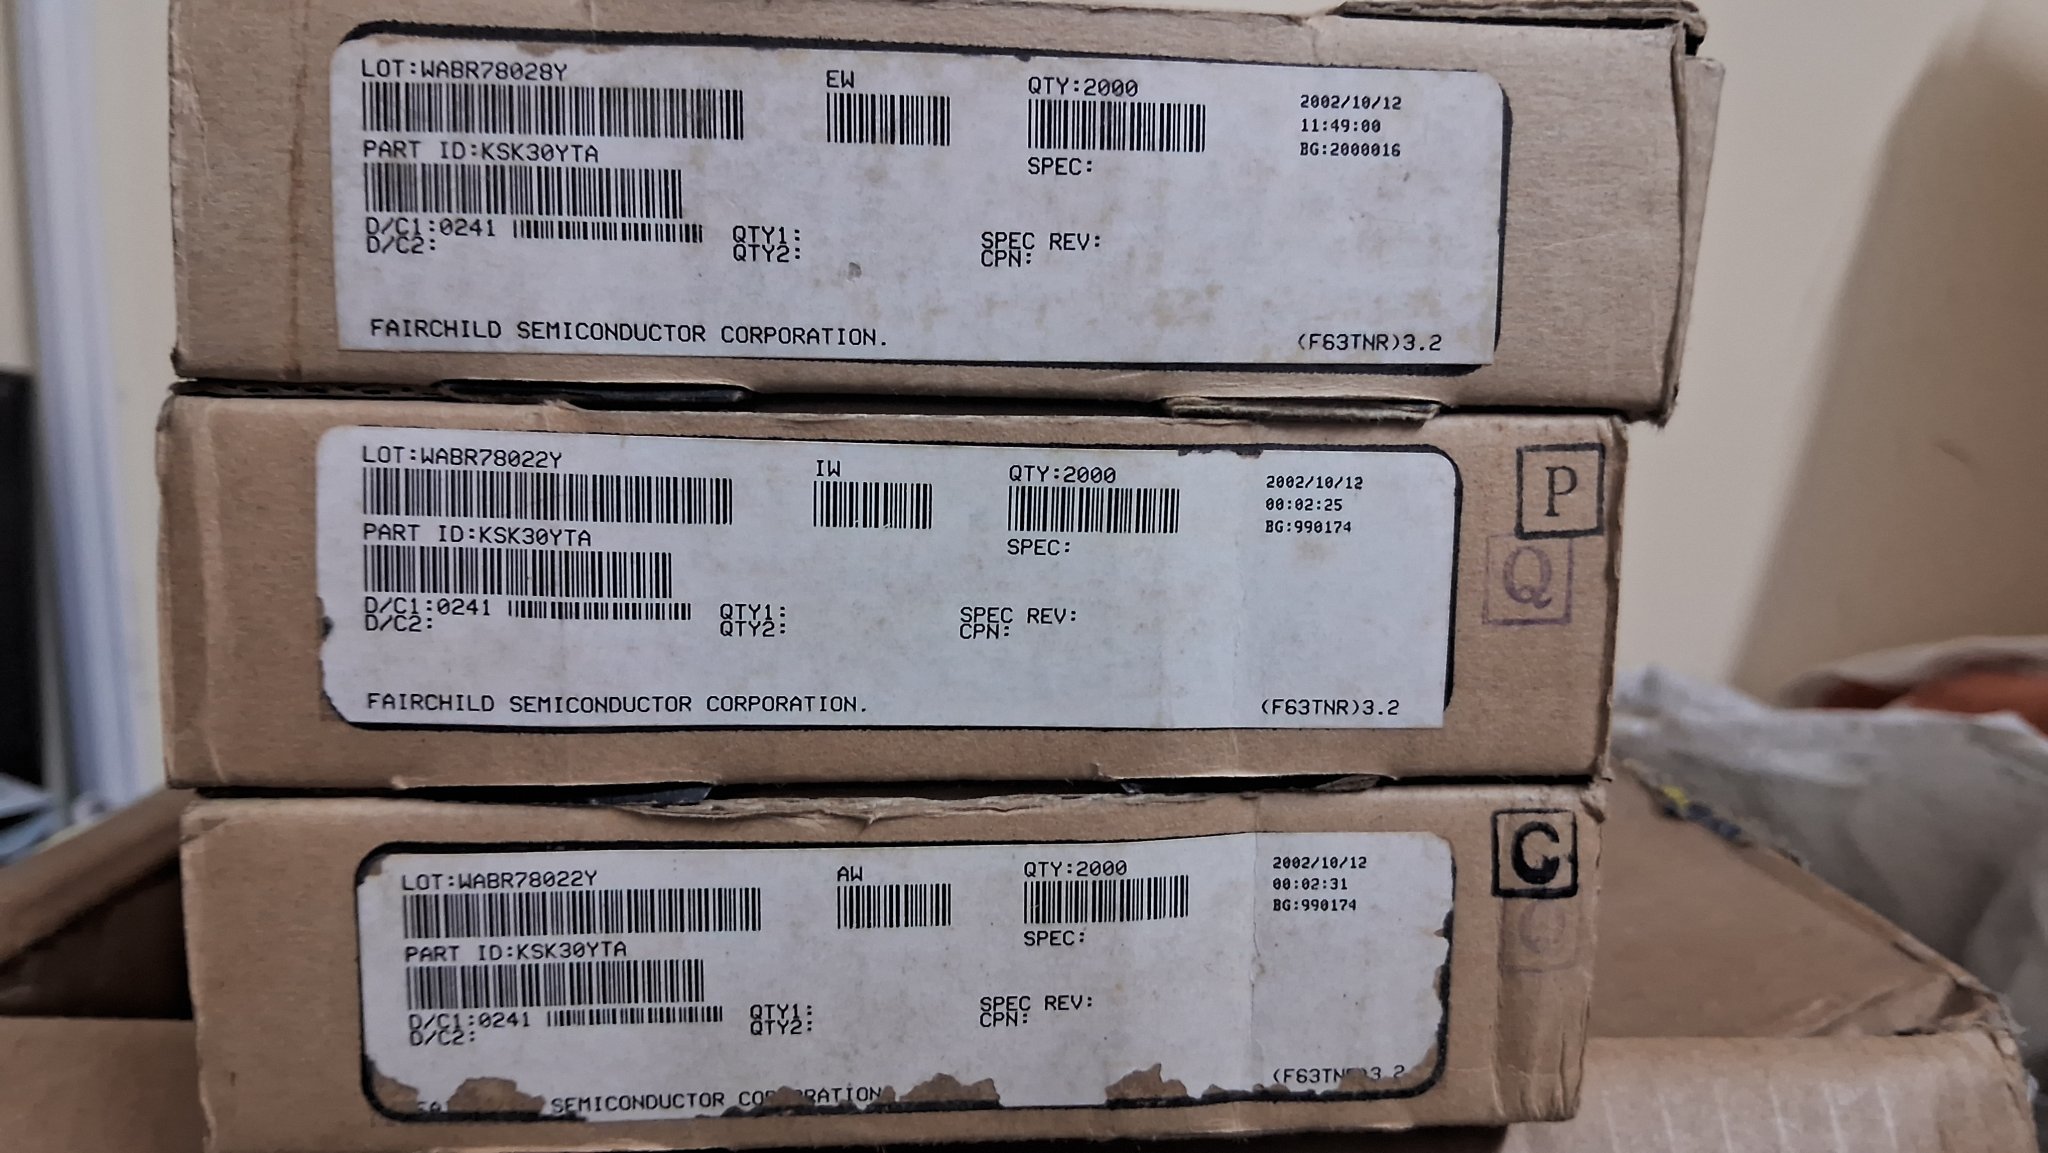 LOT:WABR78028Y
EW
QTY:2000
2002/10/12
11:49:00
BG:2000016
PART ID:KSK30YTA
SPEC:
D/C1:0241
D/C2:
QTY1:
QTY2:
SPEC REV:
CPN:
FAIRCHILD SEMICONDUCTOR CORPORATION.
(F63TNR)3.2
LOT:WABR78022Y
IW
QTY:2000
2002/10/12
00:02:25
BG:990174
PART ID:KSK30YTA
SPEC:
D/C1:0241
D/C2:
QTY1:
QTY2:
SPEC REV:
CPN:
FAIRCHILD SEMICONDUCTOR CORPORATION.
(F63TNR)3.2
P
Q
LOT:WABR78022Y
AW
QTY:2000
2002/10/12
00:02:31
BG:990174
PART ID:KSK30YTA
SPEC:
D/C1:0241
D/C2:
QTY1:
QTY2:
SPEC REV:
CPN:
SEMICONDUCTOR
C